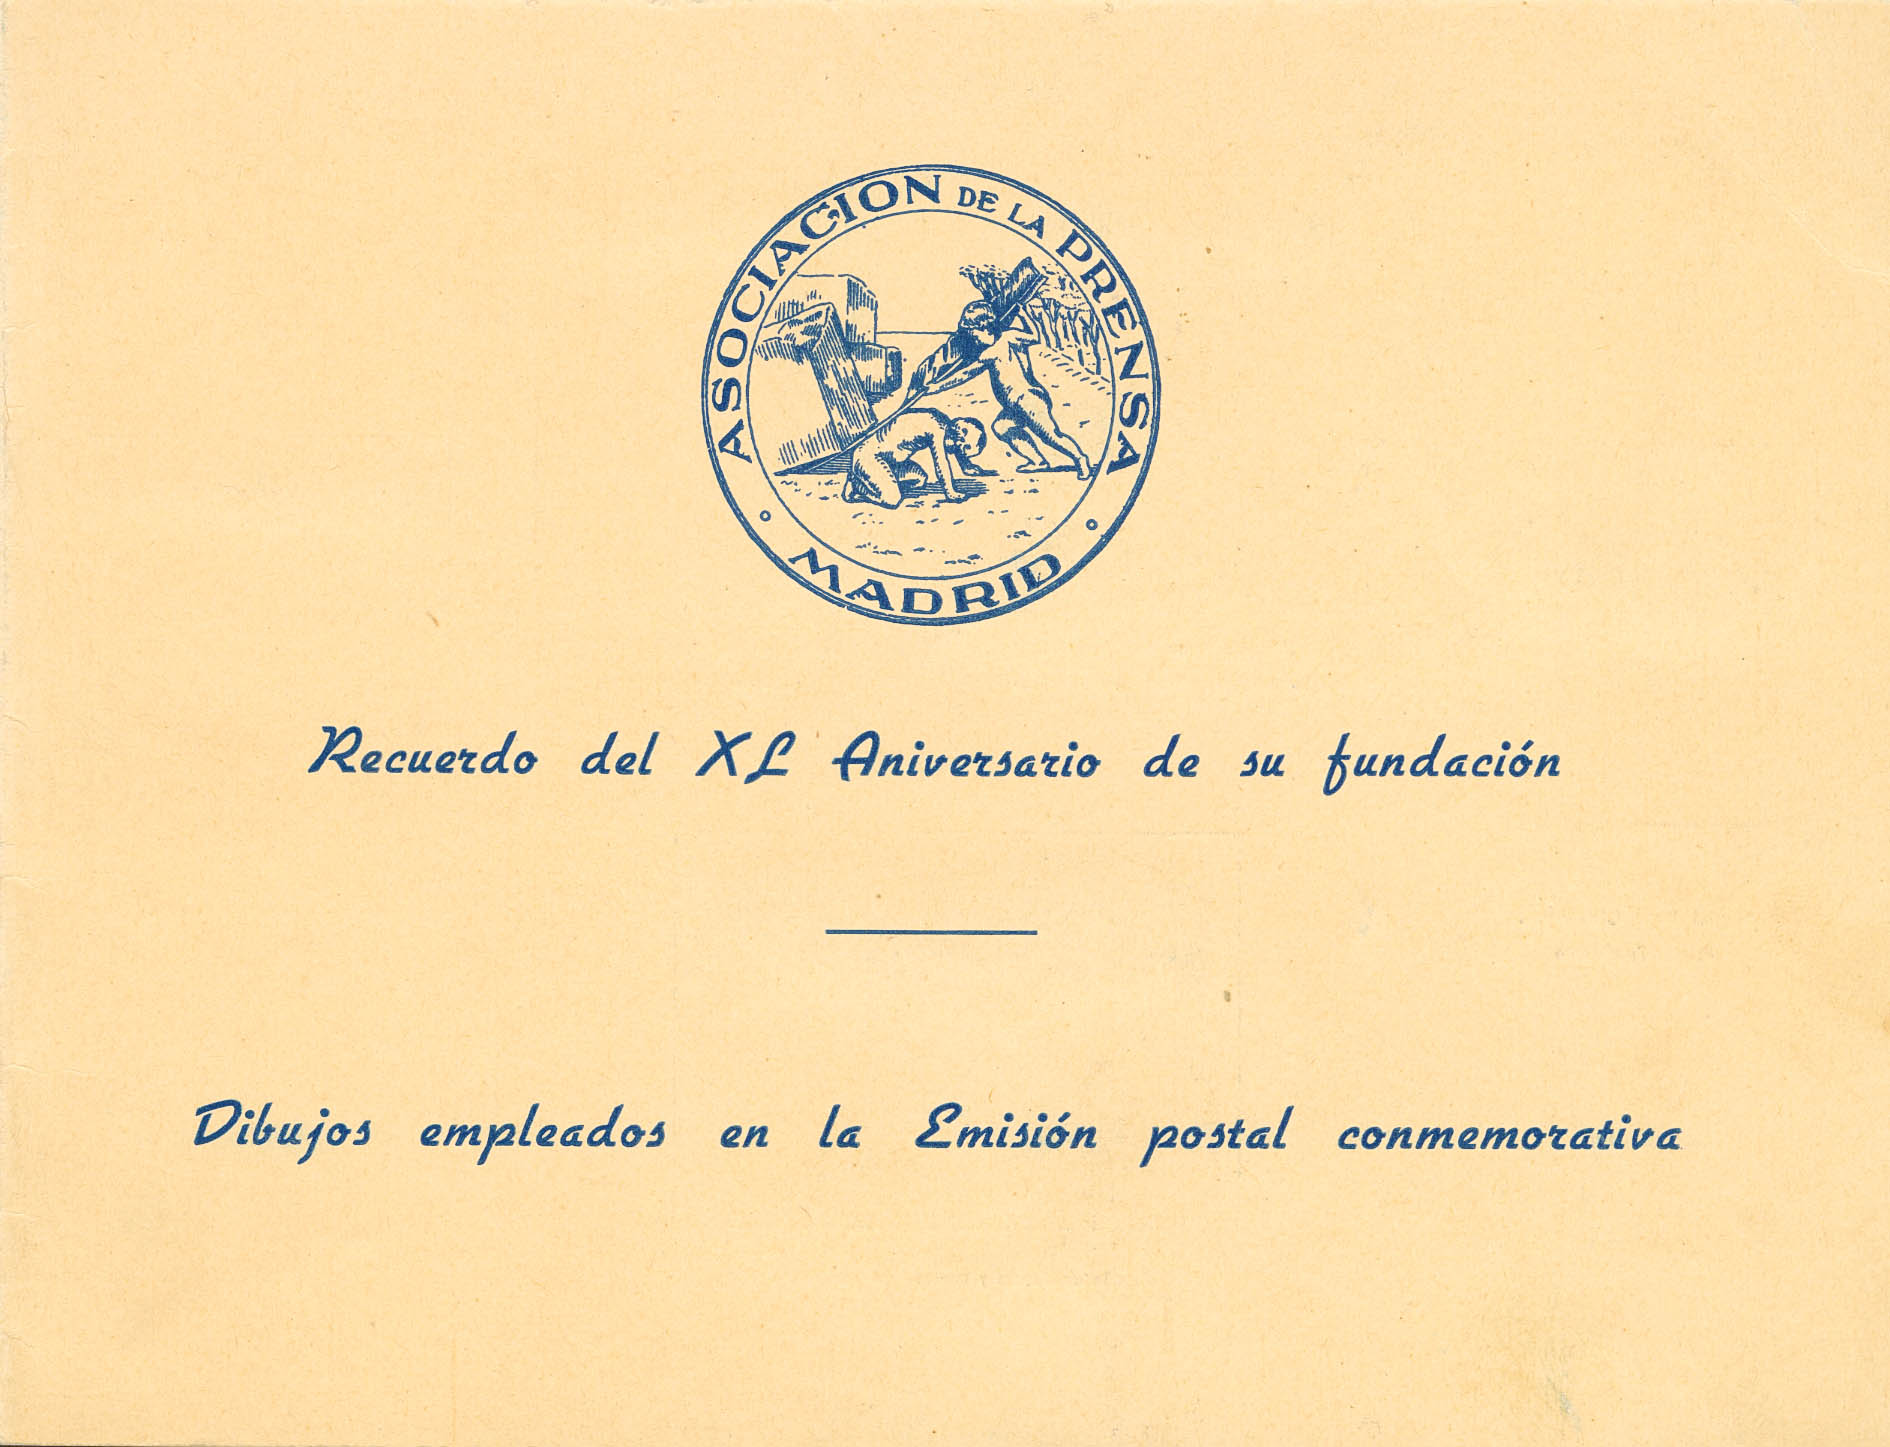 ASOCIACION DE LA PRENSA
MADRID
Recuerdo del XL Aniversario de su fundación
Dibujos empleados en la Emisión postal conmemorativa